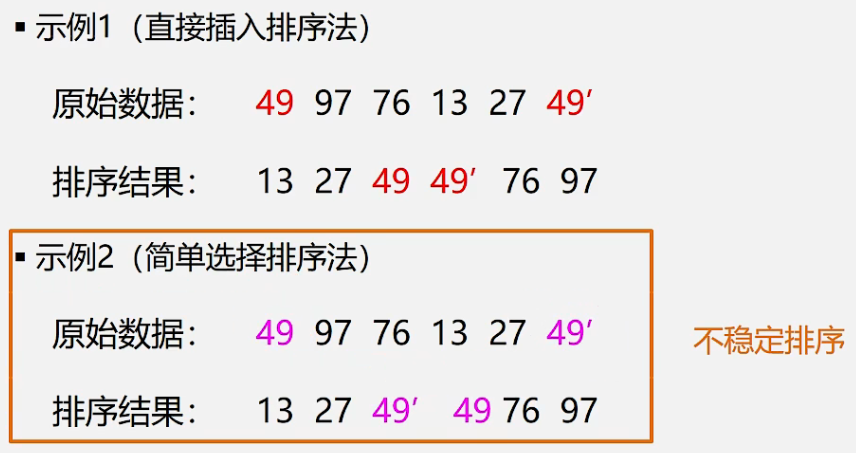 ▪ 示例1（直接插入排序法）
原始数据： 49 97 76 13 27 49′
排序结果： 13 27 49 49′ 76 97
▪ 示例2（简单选择排序法）
原始数据： 49 97 76 13 27 49′
不稳定排序
排序结果： 13 27 49′ 49 76 97